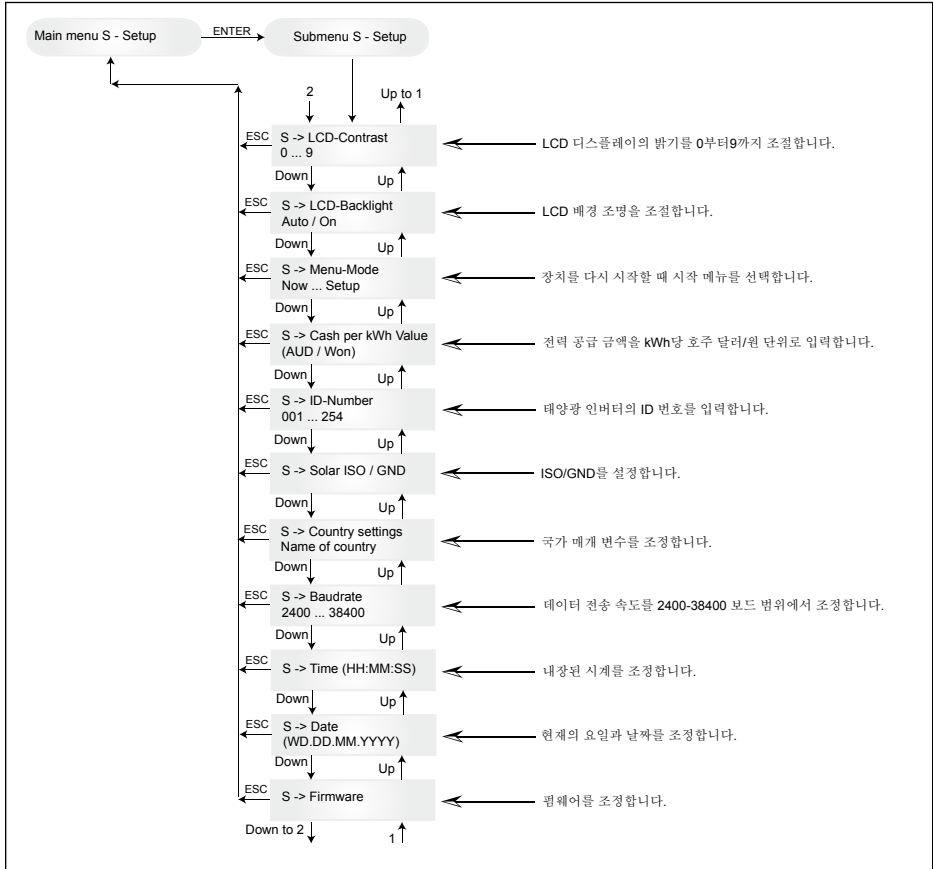 Main menu S - Setup
ENTER
Submenu S - Setup
2
Up to 1
ESC
S -> LCD-Contrast
0 ... 9
LCD 디스플레이의 밝기를 0부터9까지 조절합니다.
Down
Up
ESC
S -> LCD-Backlight
Auto / On
LCD 배경 조명을 조절합니다.
Down
Up
ESC
S -> Menu-Mode
Now ... Setup
장치를 다시 시작할 때 시작 메뉴를 선택합니다.
Down
Up
ESC
S -> Cash per kWh Value
(AUD / Won)
전력 공급 금액을 kWh당 호주 달러/원 단위로 입력합니다.
Down
Up
ESC
S -> ID-Number
001 ... 254
태양광 인버터의 ID 번호를 입력합니다.
Down
Up
ESC
S -> Solar ISO / GND
ISO/GND를 설정합니다.
Down
Up
ESC
S -> Country settings
Name of country
국가 매개 변수를 조정합니다.
Down
Up
ESC
S -> Baudrate
2400 ... 38400
데이터 전송 속도를 2400-38400 보드 범위에서 조정합니다.
Down
Up
ESC
S -> Time (HH:MM:SS)
내장된 시계를 조정합니다.
Down
Up
ESC
S -> Date
(WD.DD.MM.YYYY)
현재의 요일과 날짜를 조정합니다.
Down
Up
ESC
S -> Firmware
펌웨어를 조정합니다.
Down to 2
1